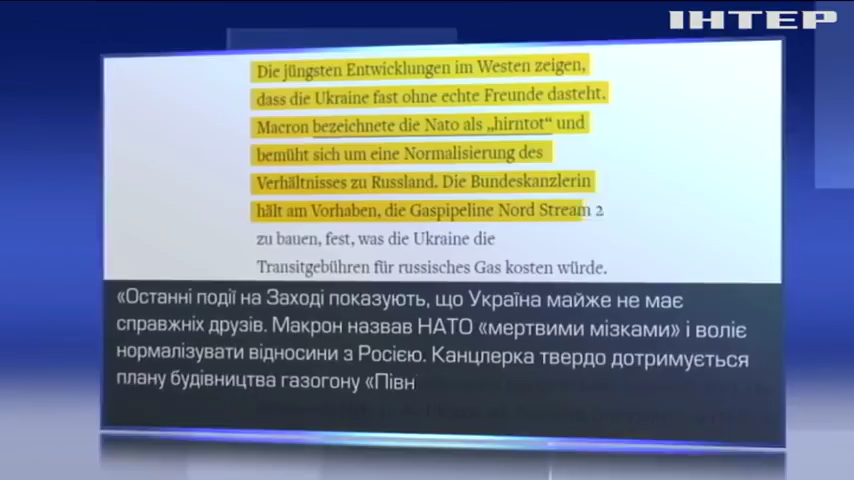 ІНТЕР
Die jüngsten Entwicklungen im Westen zeigen,
dass die Ukraine fast ohne echte Freunde dasteht.
Macron bezeichnete die Nato als „hirntot“ und
bemüht sich um eine Normalisierung des
Verhältnisses zu Russland. Die Bundeskanzlerin
hält am Vorhaben, die Gaspipeline Nord Stream 2
zu bauen, fest, was die Ukraine die
Transitgebühren für russisches Gas kosten würde.
«Останні події на Заході показують, що Україна майже не має
справжніх друзів. Макрон назвав НАТО «мертвими мізками» і воліє
нормалізувати відносини з Росією. Канцлерка твердо дотримується
плану будівництва газогону «Півн